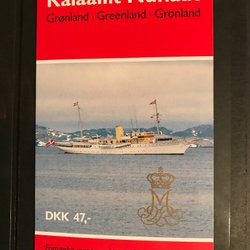 Kalaallit Nunaat
Grønland · Greenland · Grönland
DKK 47,-